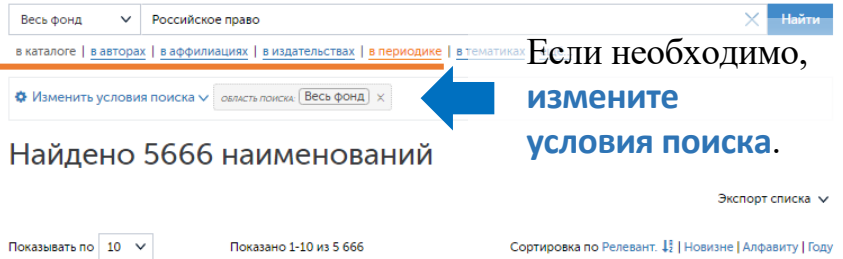 Весь фонд Российское право Найти
в каталоге | в авторах | в аффилиациях | в издательствах | в периодике | в тематиках
Если необходимо,
измените
условия поиска.
Изменить условия поиска ОБЛАСТЬ ПОИСКА: Весь фонд ×
Найдено 5666 наименований
Экспорт списка
Показывать по 10 Показано 1-10 из 5 666 Сортировка по Релевант. | Новизне | Алфавиту | Году